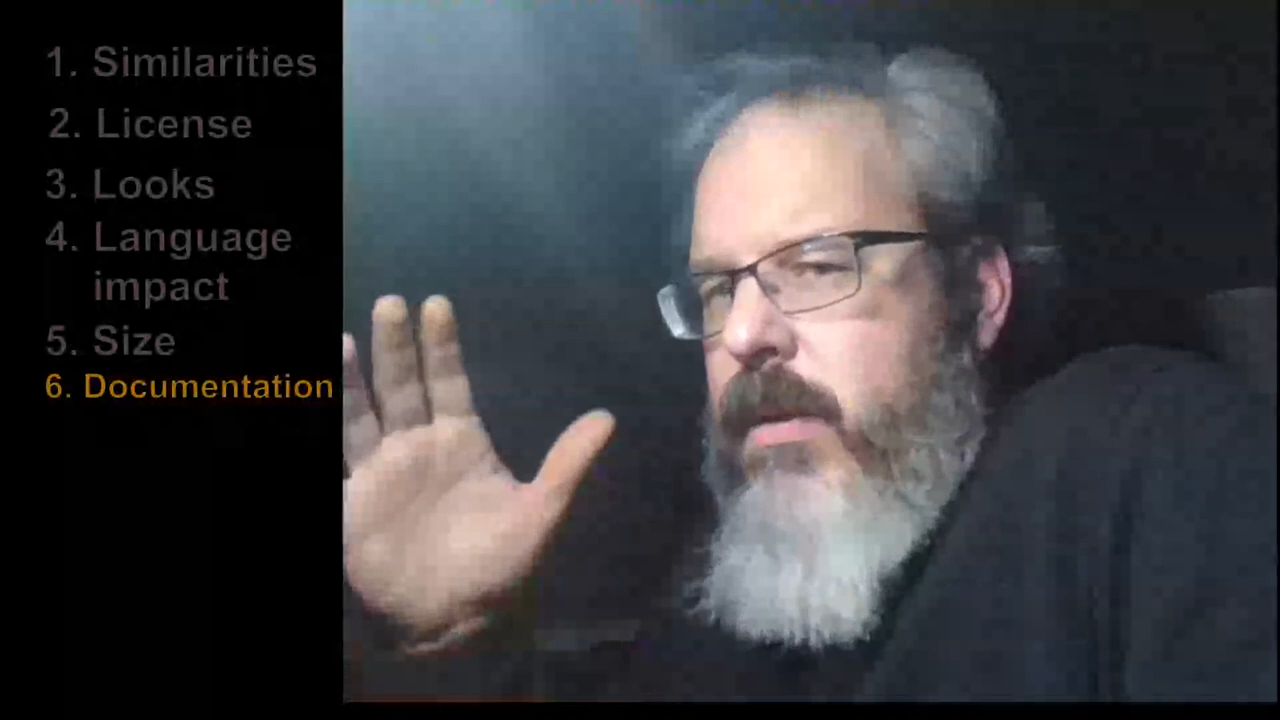 1. Similarities
2. License
3. Looks
4. Language
impact
5. Size
6. Documentation